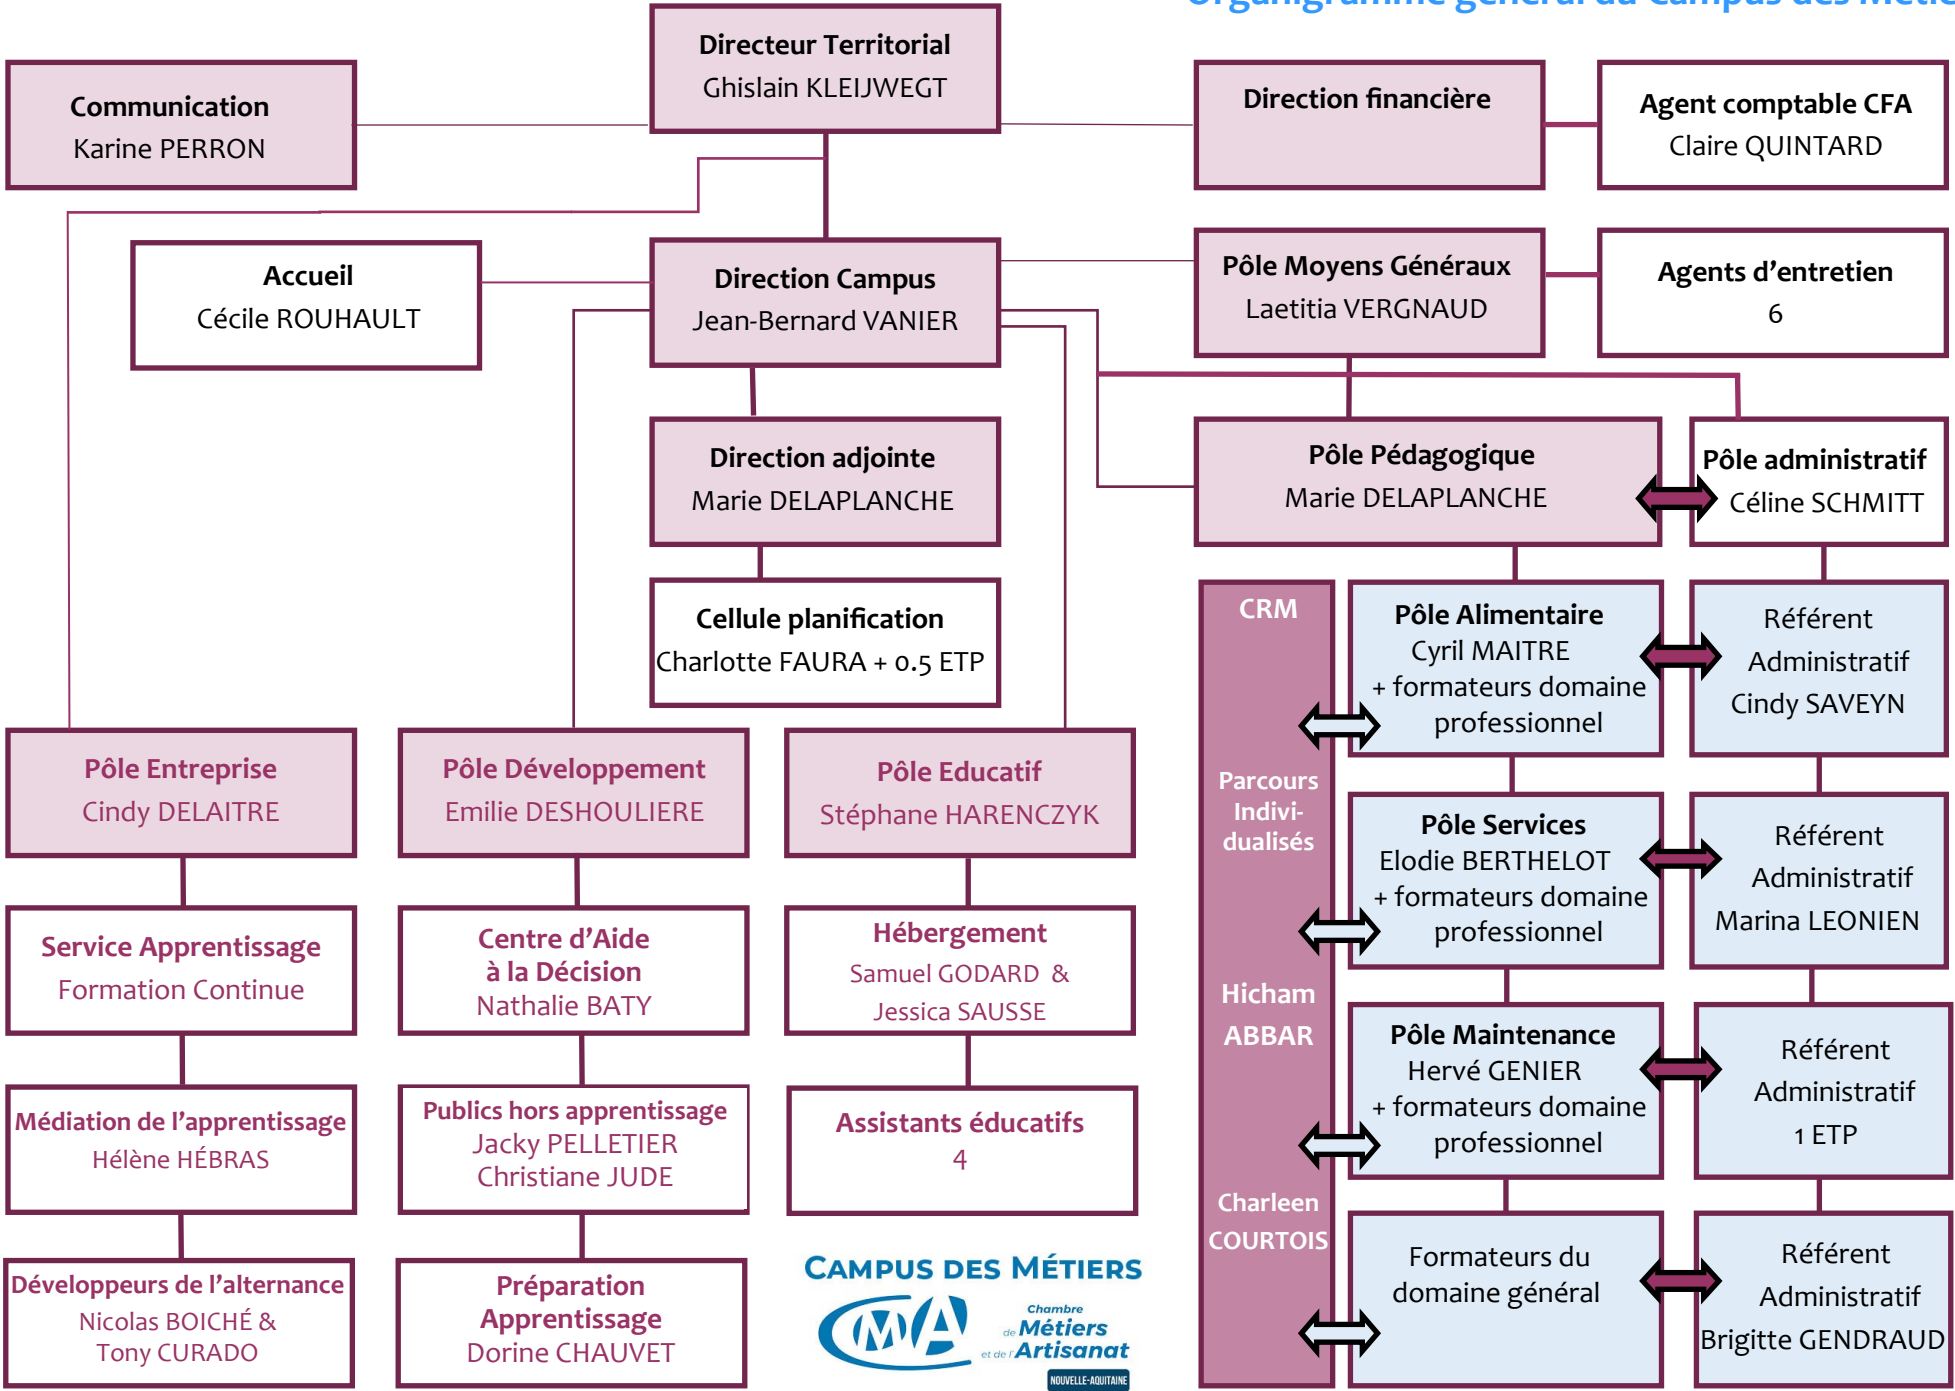 Organigramme général du Campus des Métie
Directeur Territorial
Ghislain KLEIJWEGT
Communication
Karine PERRON
Direction financière
Agent comptable CFA
Claire QUINTARD
Accueil
Cécile ROUHAULT
Direction Campus
Jean-Bernard VANIER
Pôle Moyens Généraux
Laetitia VERGNAUD
Agents d’entretien
6
Direction adjointe
Marie DELAPLANCHE
Pôle Pédagogique
Marie DELAPLANCHE
Pôle administratif
Céline SCHMITT
Cellule planification
Charlotte FAURA + 0.5 ETP
Pôle Entreprise
Cindy DELAITRE
Service Apprentissage
Formation Continue
Médiation de l’apprentissage
Hélène HÉBRAS
Développeurs de l’alternance
Nicolas BOICHÉ &
Tony CURADO
Pôle Développement
Emilie DESHOULIERE
Centre d’Aide
à la Décision
Nathalie BATY
Publics hors apprentissage
Jacky PELLETIER
Christiane JUDE
Préparation
Apprentissage
Dorine CHAUVET
Pôle Educatif
Stéphane HARENCZYK
Hébergement
Samuel GODARD &
Jessica SAUSSE
Assistants éducatifs
4
CAMPUS DES MÉTIERS
CMA
Chambre
de Métiers
et de l'Artisanat
NOUVELLE-AQUITAINE
CRM
Parcours
Indivi-
dualisés
Hicham
ABBAR
Charleen
COURTOIS
Pôle Alimentaire
Cyril MAITRE
+ formateurs domaine
professionnel
Référent
Administratif
Cindy SAVEYN
Pôle Services
Elodie BERTHELOT
+ formateurs domaine
professionnel
Référent
Administratif
Marina LEONIEN
Pôle Maintenance
Hervé GENIER
+ formateurs domaine
professionnel
Référent
Administratif
1 ETP
Formateurs du
domaine général
Référent
Administratif
Brigitte GENDRAUD